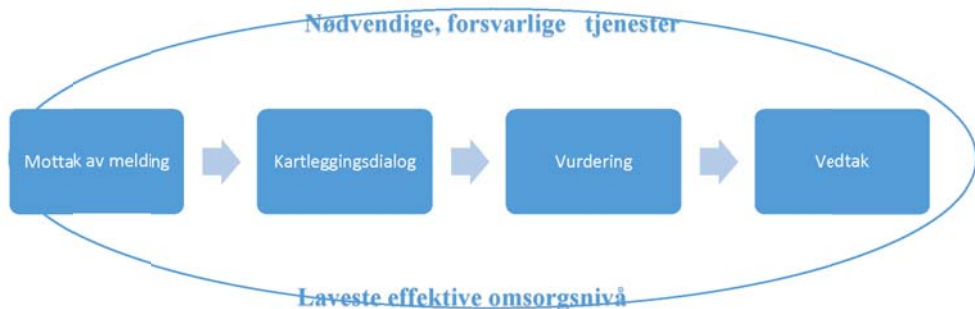 Nødvendige, forsvarlige tjenester
Mottak av melding
Kartleggingsdialog
Vurdering
Vedtak
Laveste effektive omsorgsnivå